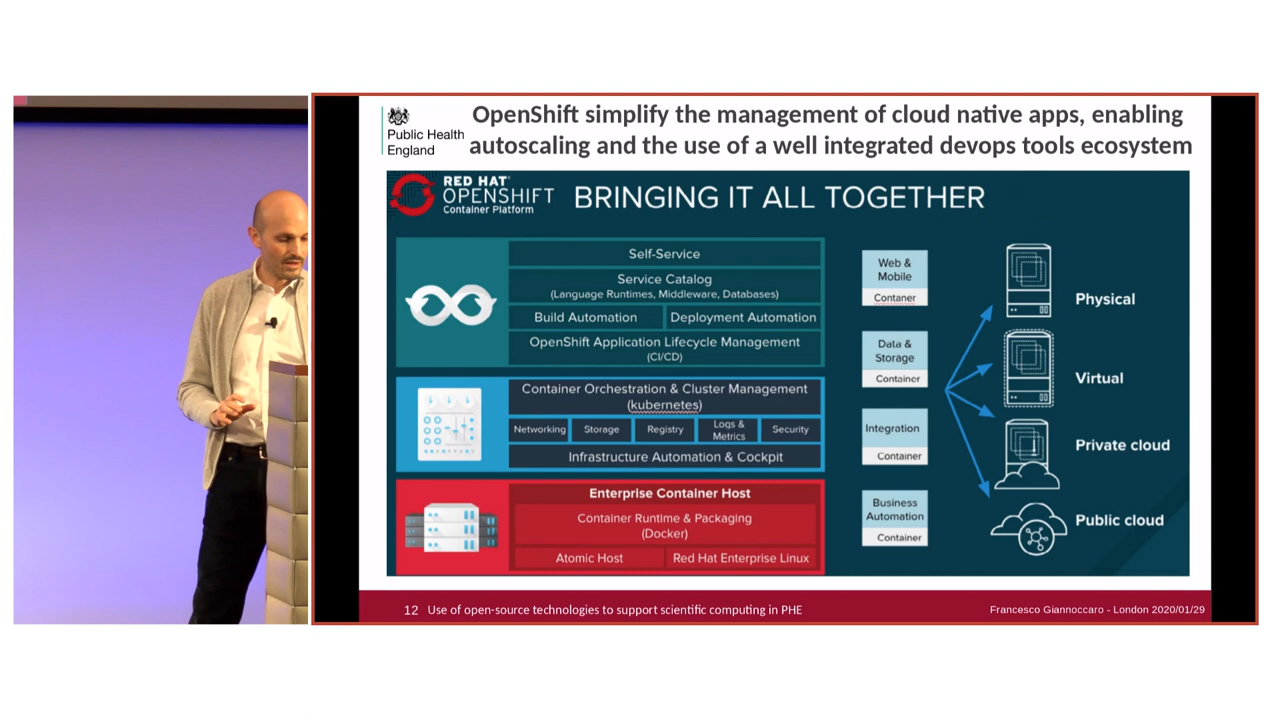 OpenShift simplify the management of cloud native apps, enabling
autoscaling and the use of a well integrated devops tools ecosystem
Public Health
England
RED HAT
OPENSHIFT
Container Platform
BRINGING IT ALL TOGETHER
Self-Service
Service Catalog
(Language Runtimes, Middleware, Databases)
Build Automation
Deployment Automation
OpenShift Application Lifecycle Management
(CI/CD)
Container Orchestration & Cluster Management
(kubernetes)
Networking
Storage
Registry
Logs &
Metrics
Security
Infrastructure Automation & Cockpit
Enterprise Container Host
Container Runtime & Packaging
(Docker)
Atomic Host
Red Hat Enterprise Linux
Web &
Mobile
Contaner
Data &
Storage
Container
Integration
Container
Business
Automation
Container
Physical
Virtual
Private cloud
Public cloud
12 Use of open-source technologies to support scientific computing in PHE
Francesco Giannoccaro - London 2020/01/29